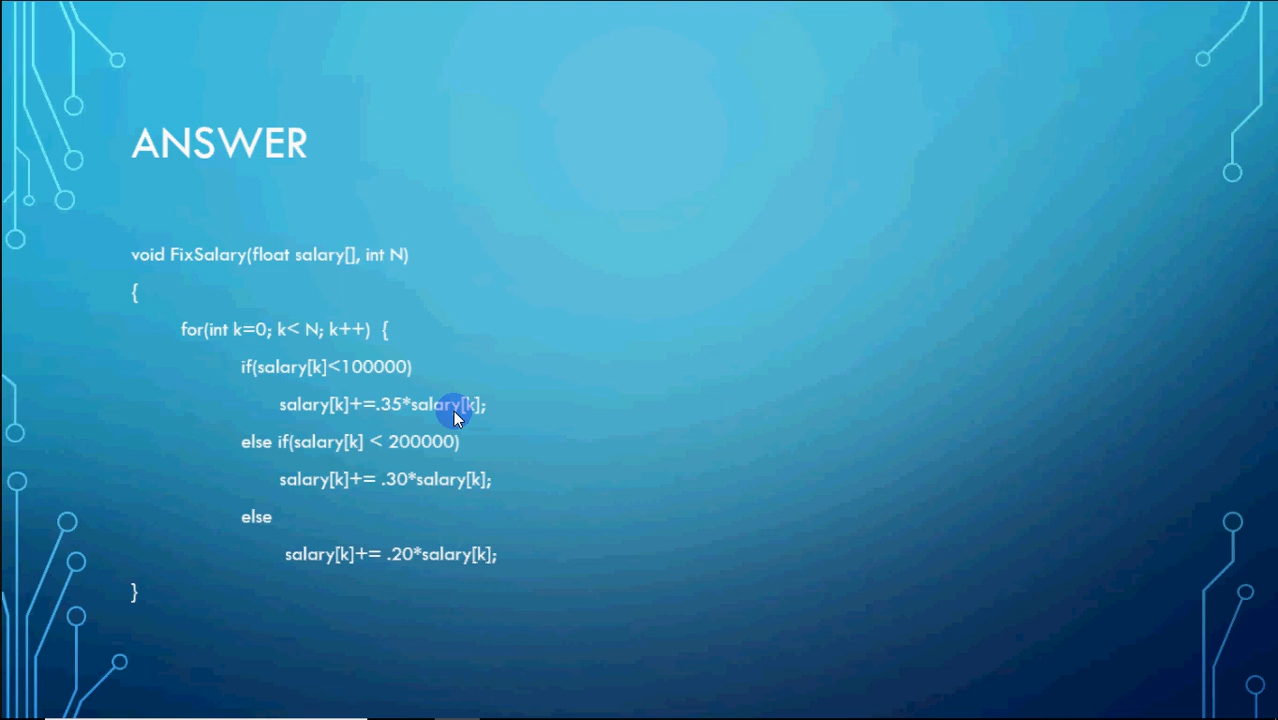 ANSWER
void FixSalary(float salary[], int N)
{
for(int k=0; k< N; k++)  {
if(salary[k]<100000)
salary[k]+=.35*salary[k];
else if(salary[k] < 200000)
salary[k]+= .30*salary[k];
else
salary[k]+= .20*salary[k];
}